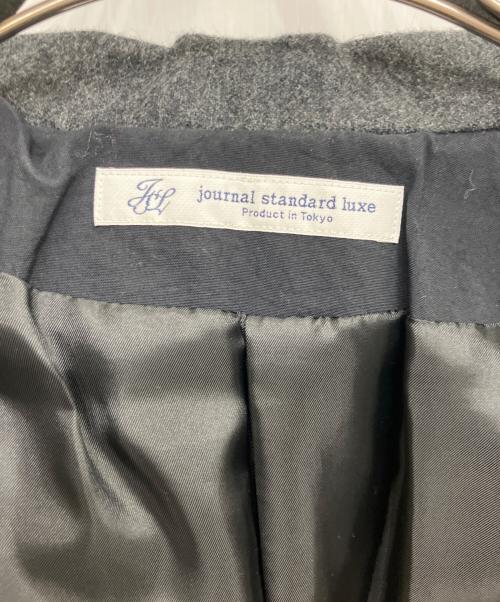 journal standard luxe
Product in Tokyo